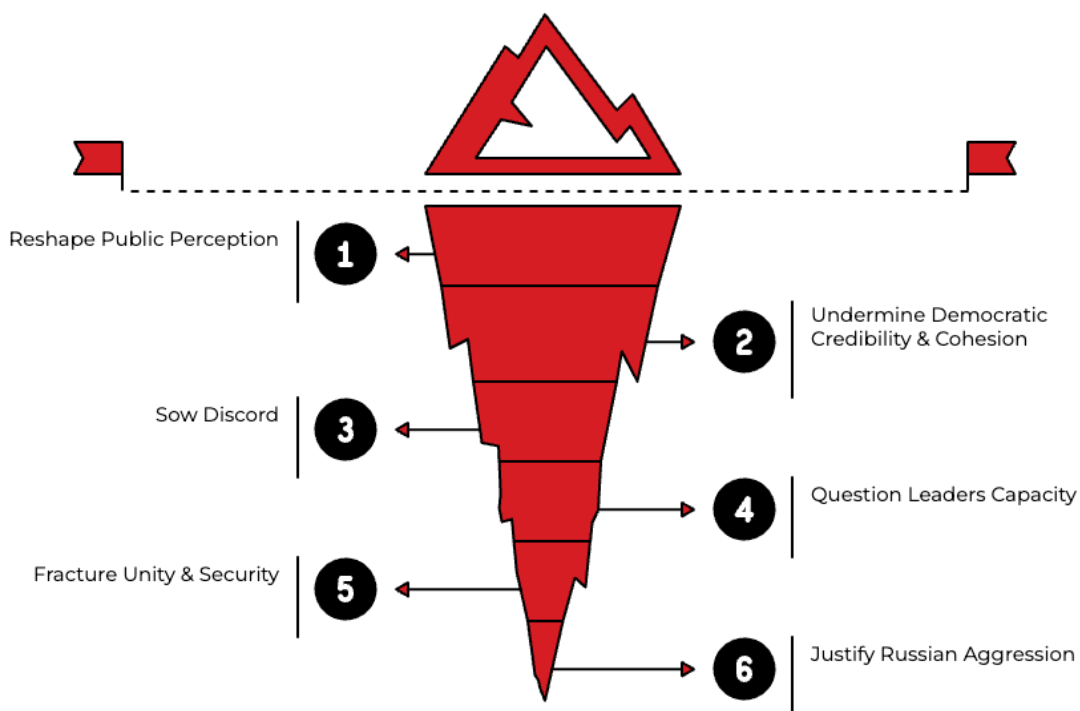 Reshape Public Perception
1
2
Undermine Democratic
Credibility & Cohesion
Sow Discord
3
4
Question Leaders Capacity
Fracture Unity & Security
5
6
Justify Russian Aggression